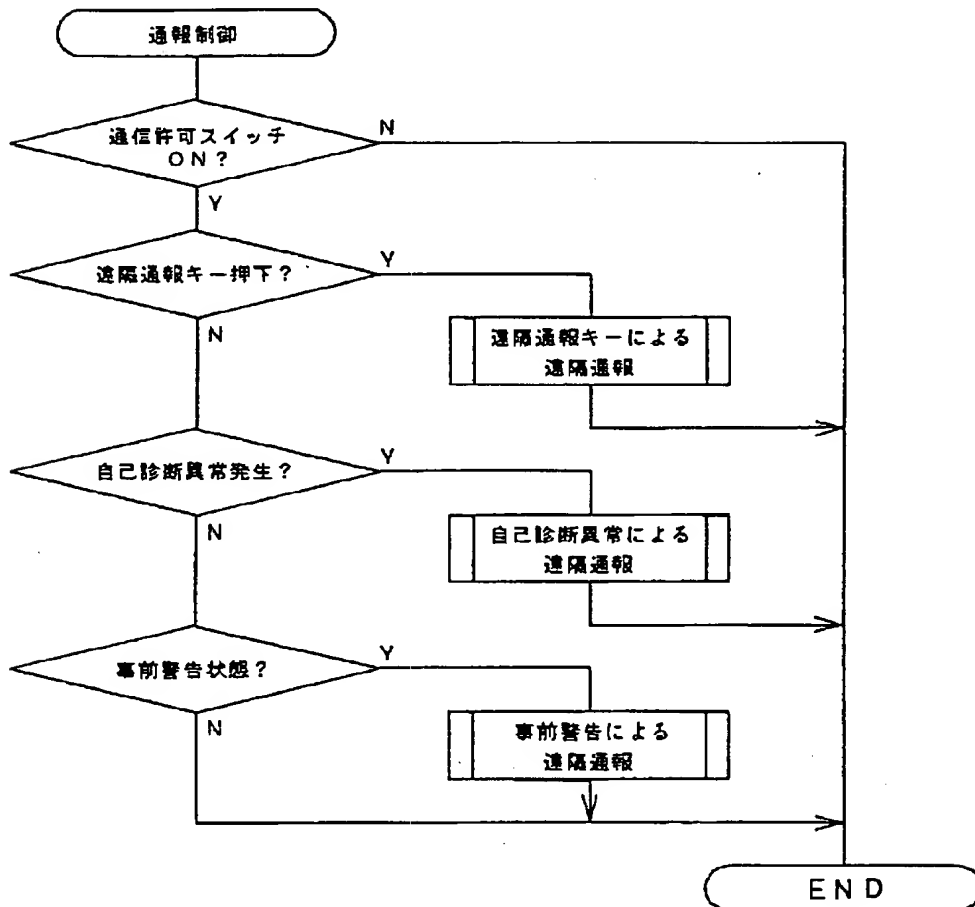 通報制御
通信許可スイッチ
ON?
N
Y
遠隔通報キー押下?
Y
N
遠隔通報キーによる
遠隔通報
自己診断異常発生?
Y
N
自己診断異常による
遠隔通報
事前警告状態?
Y
N
事前警告による
遠隔通報
END